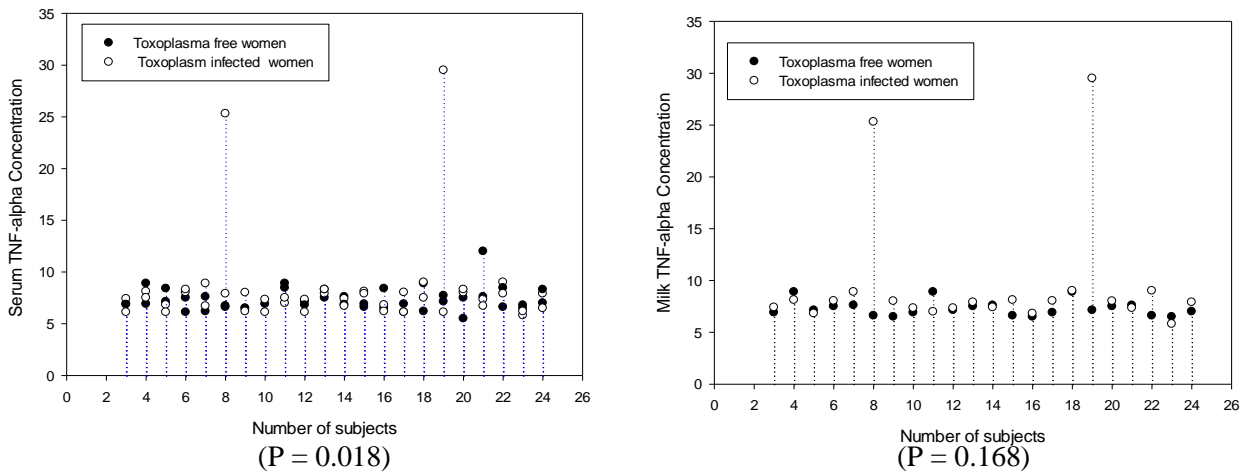 35
30
25
20
15
10
5
0
Serum TNF-alpha Concentration
Toxoplasma free women
Toxoplasm infected women
0 2 4 6 8 10 12 14 16 18 20 22 24 26
Number of subjects
(P = 0.018)
35
30
25
20
15
10
5
0
Milk TNF-alpha Concentration
Toxoplasma free women
Toxoplasma infected women
0 2 4 6 8 10 12 14 16 18 20 22 24 26
Number of subjects
(P = 0.168)